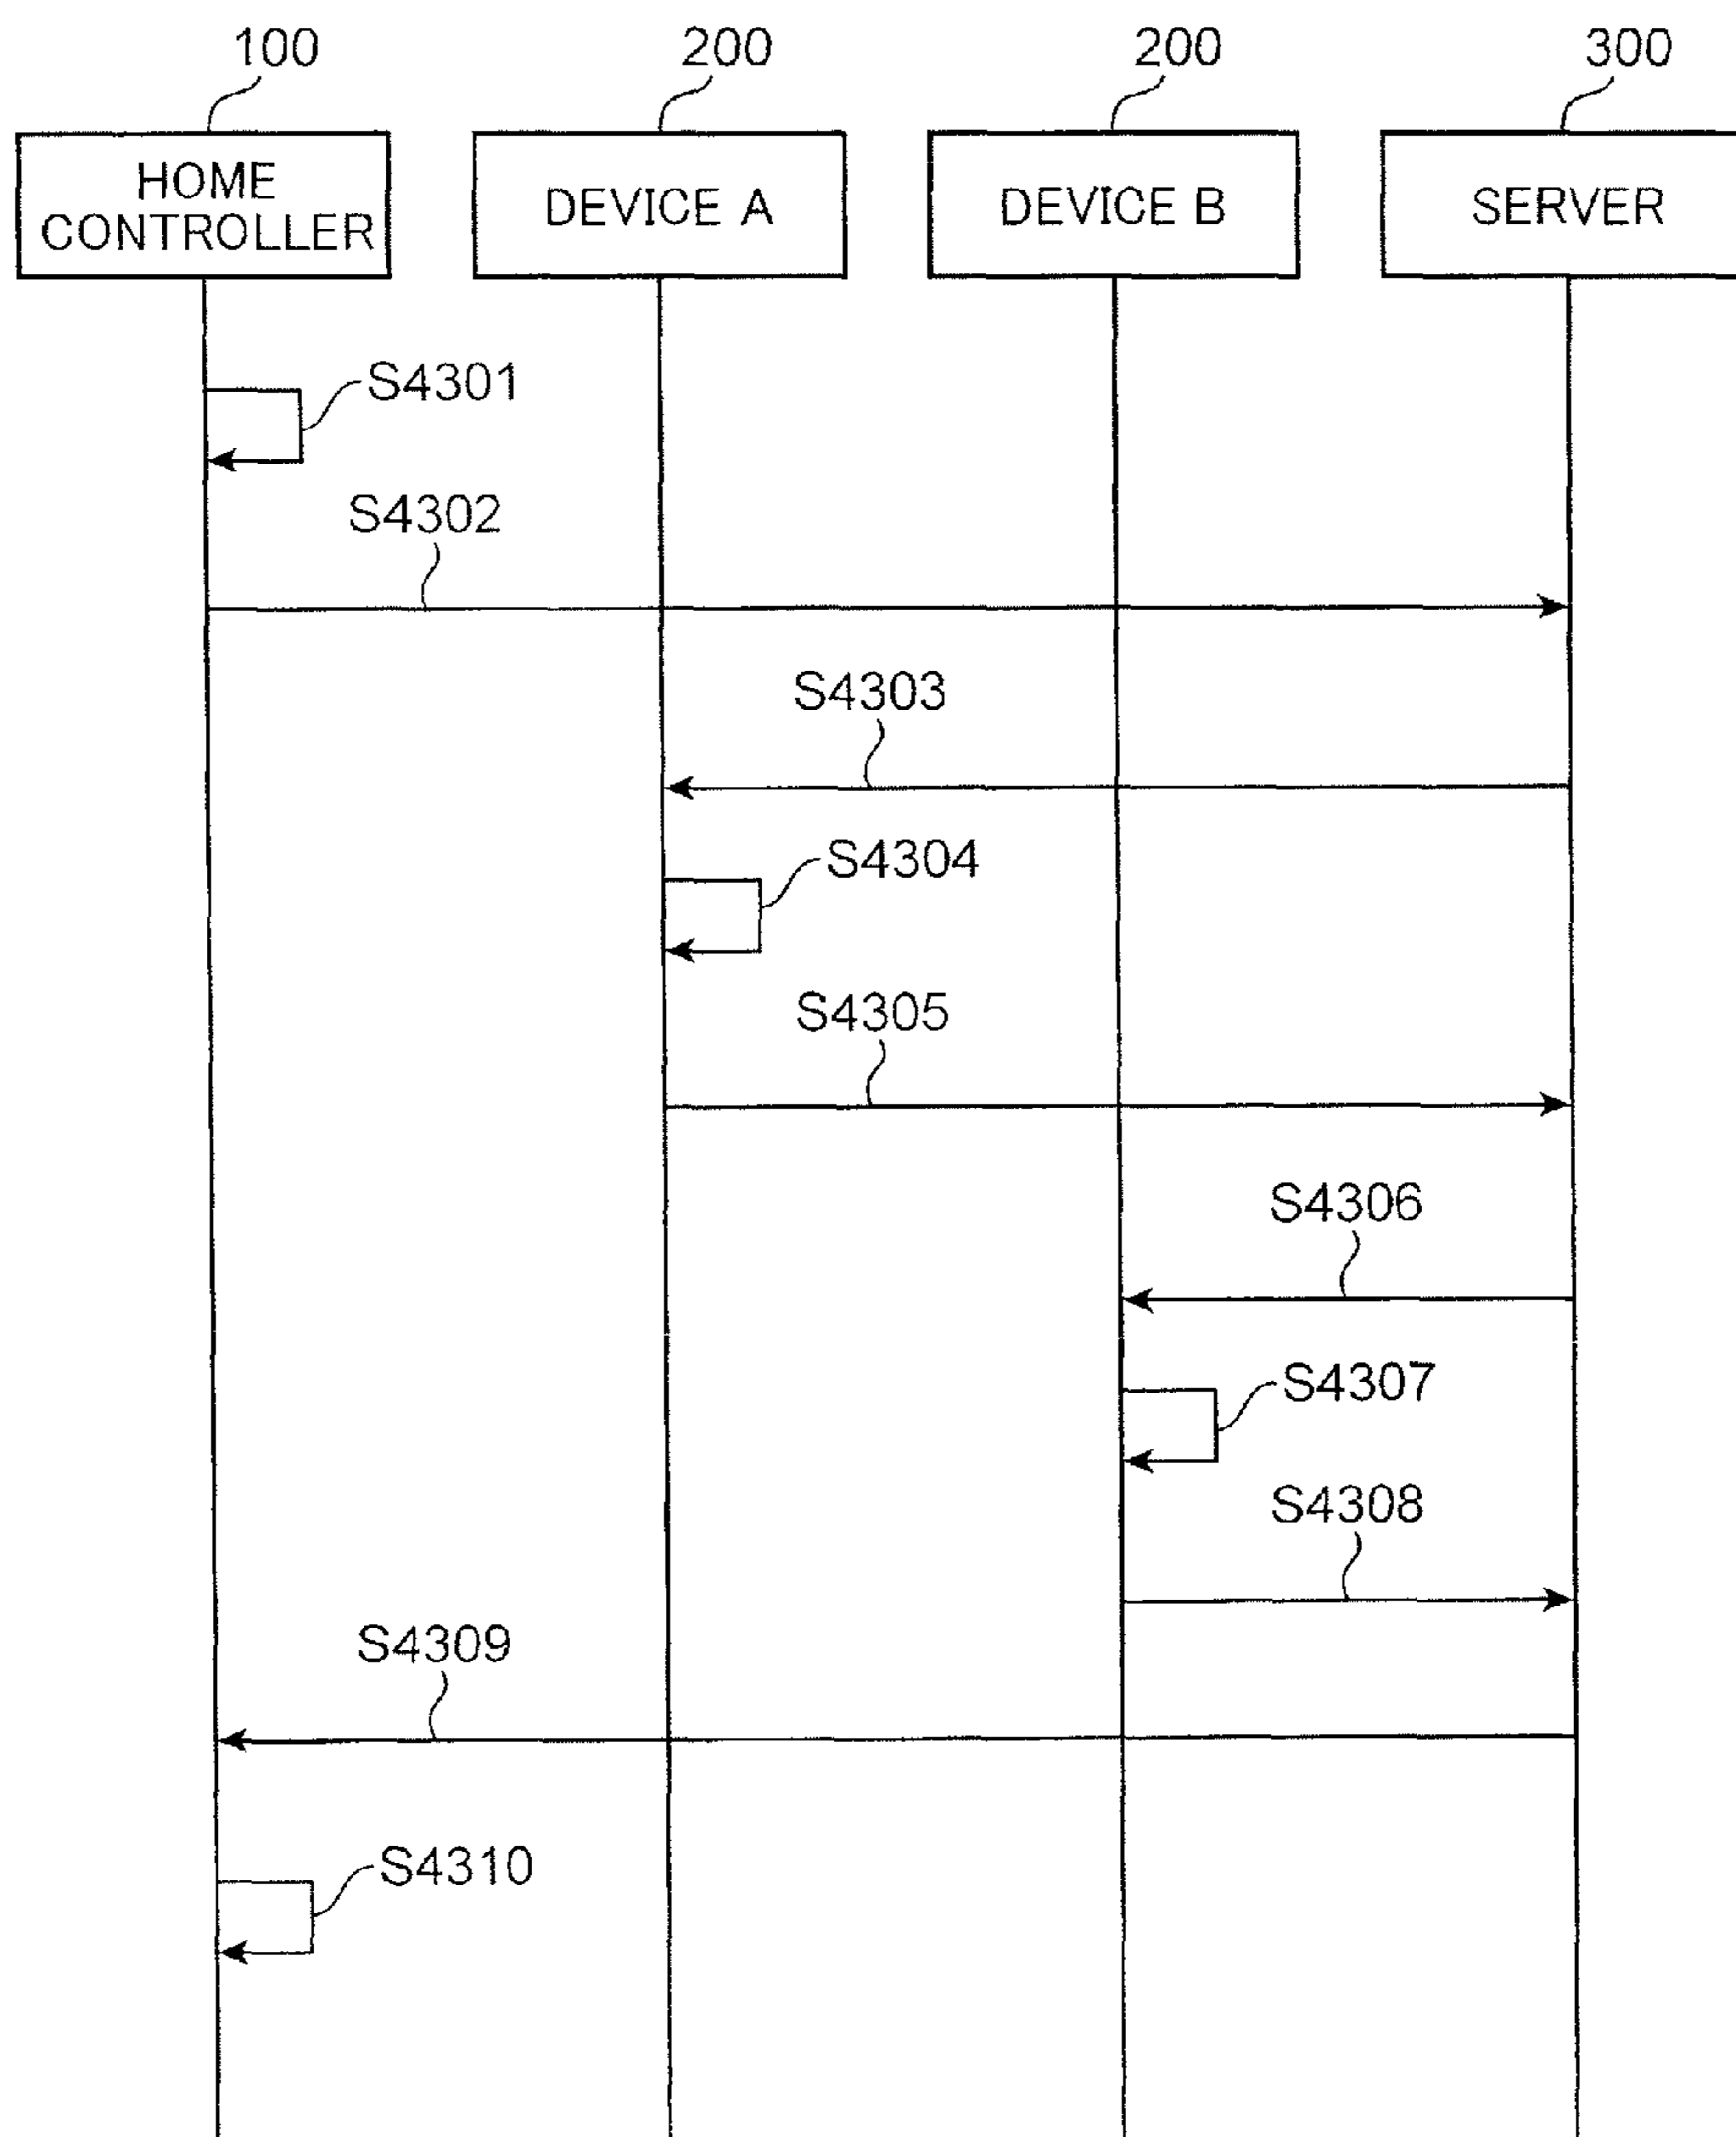 100
200
200
300
HOME
CONTROLLER
DEVICE A
DEVICE B
SERVER
S4301
S4302
S4303
S4304
S4305
S4306
S4307
S4308
S4309
S4310